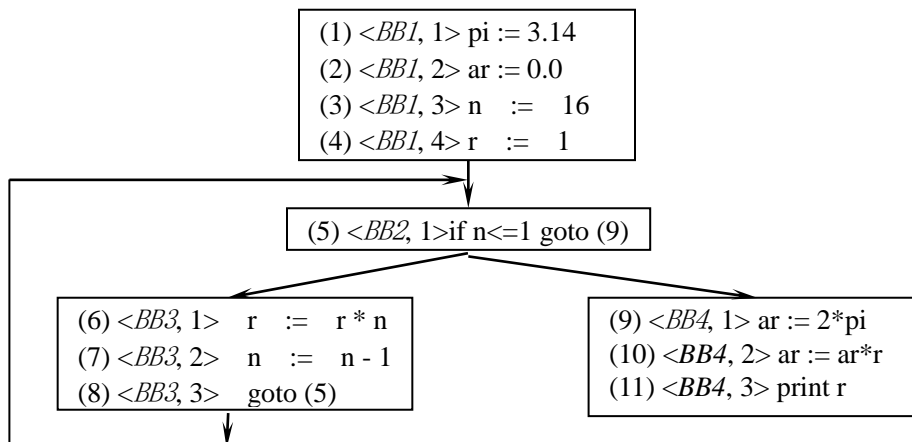 (1) <BB1, 1> pi := 3.14
(2) <BB1, 2> ar := 0.0
(3) <BB1, 3> n := 16
(4) <BB1, 4> r := 1
(5) <BB2, 1>if n<=1 goto (9)
(6) <BB3, 1> r := r * n
(7) <BB3, 2> n := n - 1
(8) <BB3, 3> goto (5)
(9) <BB4, 1> ar := 2*pi
(10) <BB4, 2> ar := ar*r
(11) <BB4, 3> print r